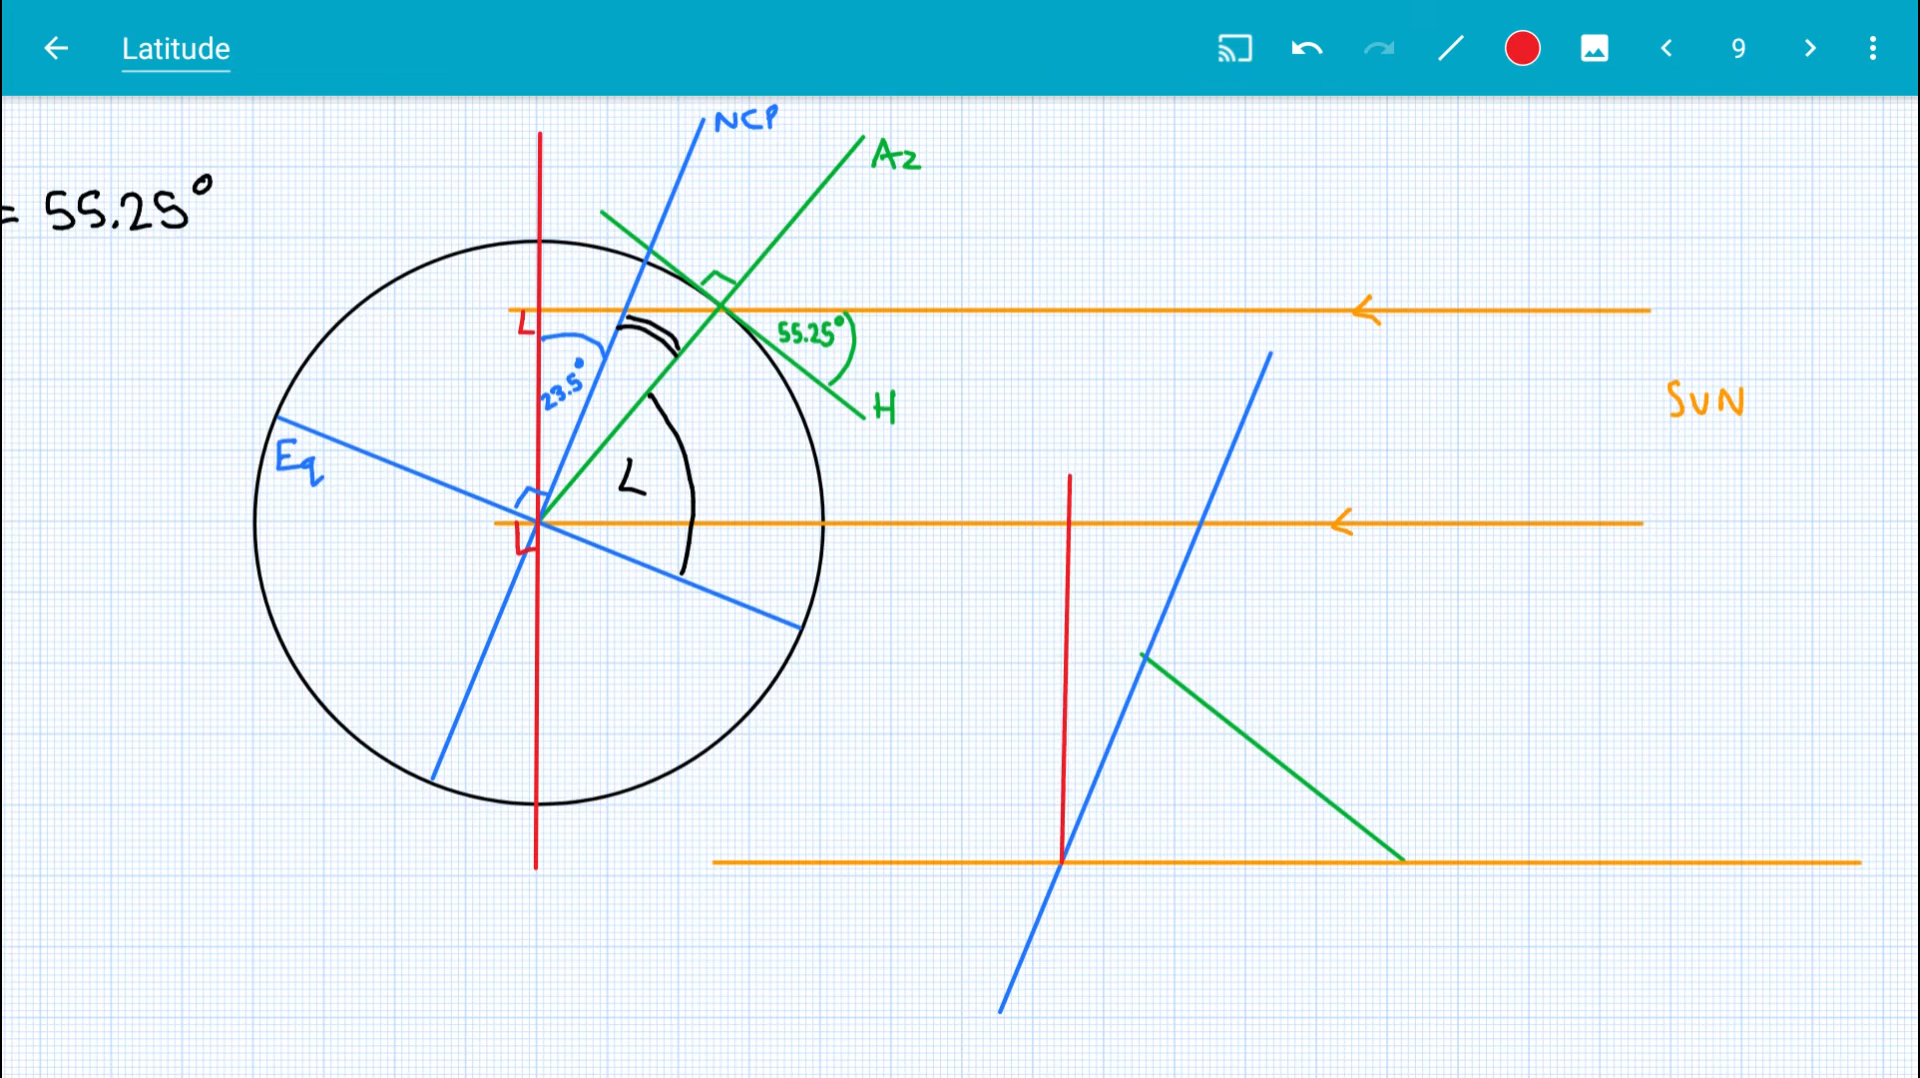 Latitude
9
NCP
Az
= 55.25°
55.25°
23.5°
H
SUN
Eq
L